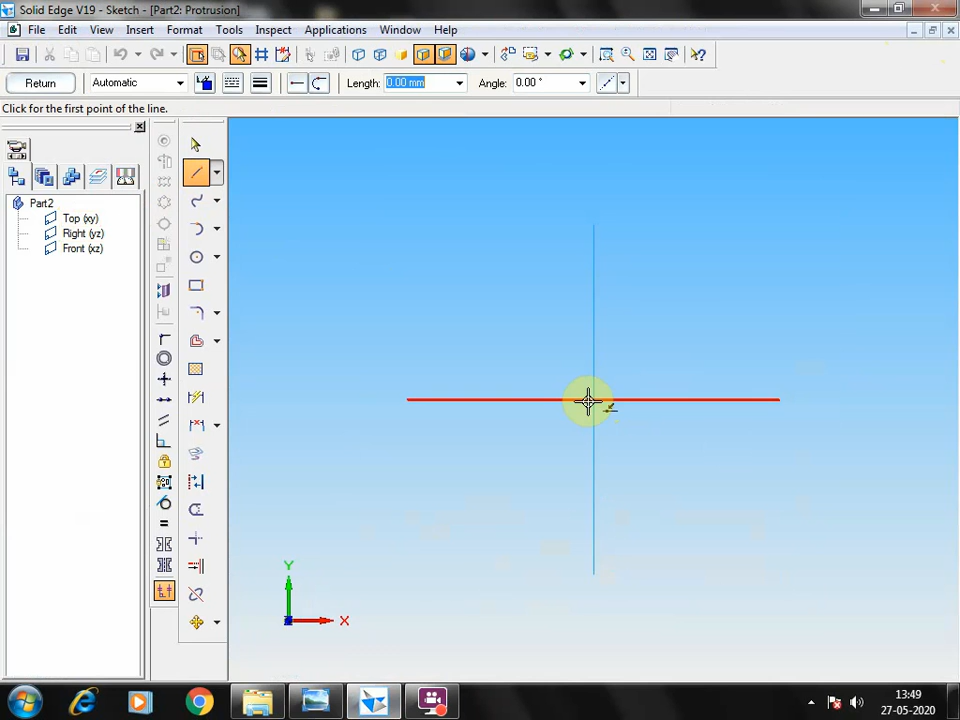 Solid Edge V19 - Sketch - [Part2: Protrusion]
File Edit View Insert Format Tools Inspect Applications Window Help
Return Automatic Length: 0.00 mm Angle: 0.00 °
Click for the first point of the line.
Part2
Top (xy)
Right (yz)
Front (xz)
Y
X
13:49
27-05-2020